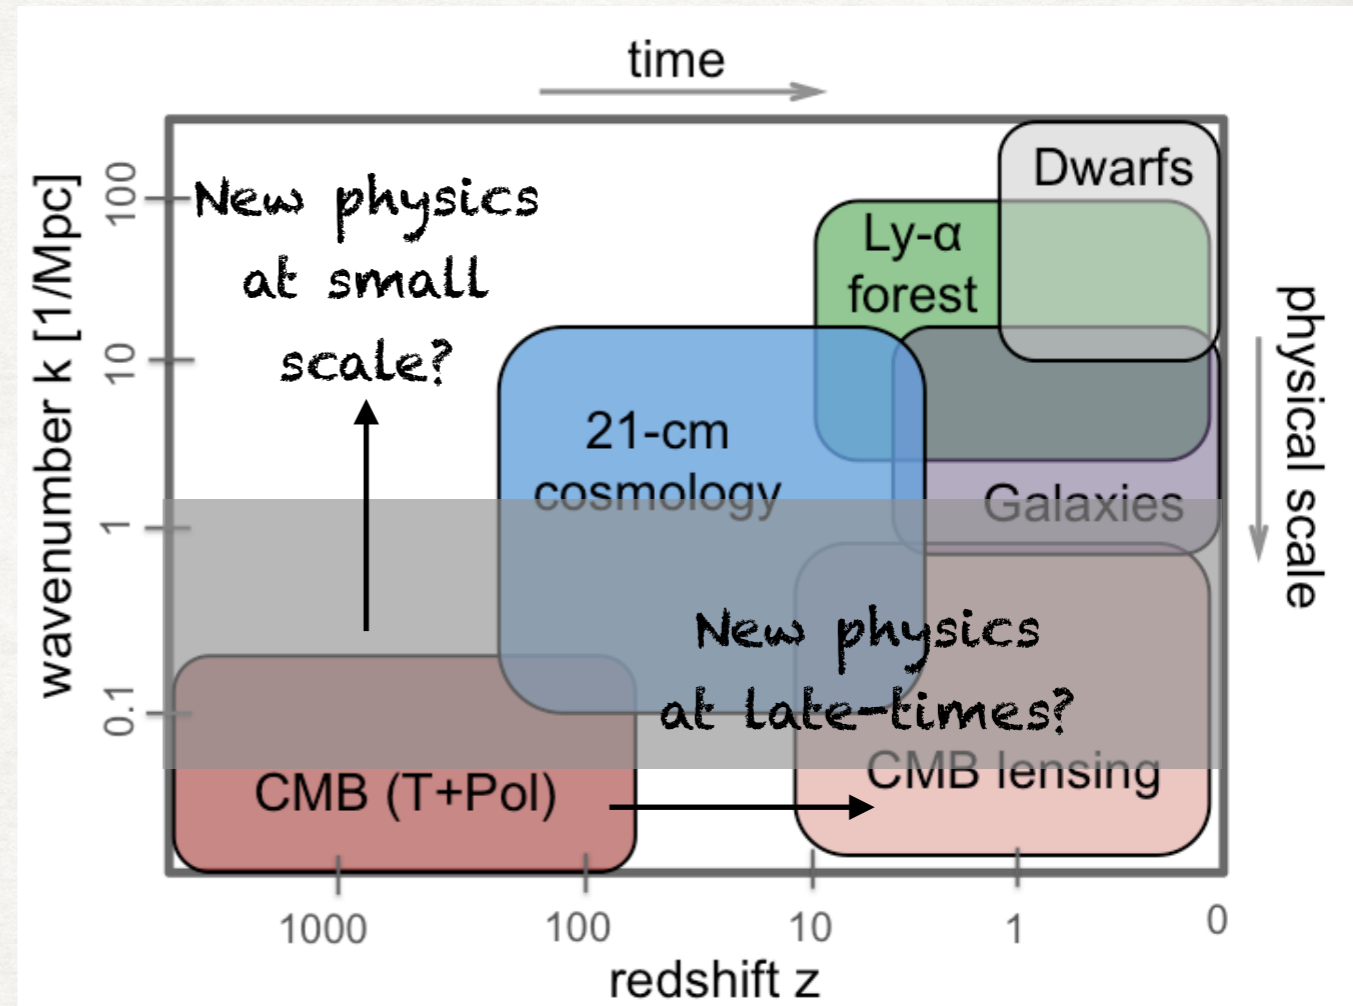 time
Dwarfs
New physics
at small
scale?
Ly-α
forest
21-cm
cosmology
Galaxies
New physics
at late-times?
CMB (T+Pol)
CMB lensing
wavenumber k [1/Mpc]
100
10
1
0.1
physical scale
1000
100
10
1
0
redshift z